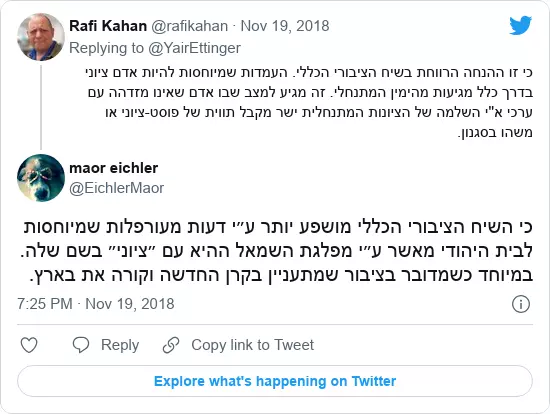 Rafi Kahan @rafikahan · Nov 19, 2018
Replying to @YairEttinger
כי זו ההנחה הרווחת בשיח הציבורי הכללי. העמדות שמיוחסות להיות אדם ציוני
בדרך כלל מגיעות מהימין המתנחלי. זה מגיע למצב שבו אדם שאינו מזדהה עם
ערכי א"י השלמה של הציונות המתנחלית ישר מקבל תווית של פוסט-ציוני או
משהו בסגנון.
maor eichler
@EichlerMaor
כי השיח הציבורי הכללי מושפע יותר ע״י דעות מעורפלות שמיוחסות
לבית היהודי מאשר ע״י מפלגת השמאל ההיא עם ״ציוני״ בשם שלה.
במיוחד כשמדובר בציבור שמתעניין בקרן החדשה וקורה את בארץ.
7:25 PM · Nov 19, 2018
Reply
Copy link to Tweet
Explore what's happening on Twitter